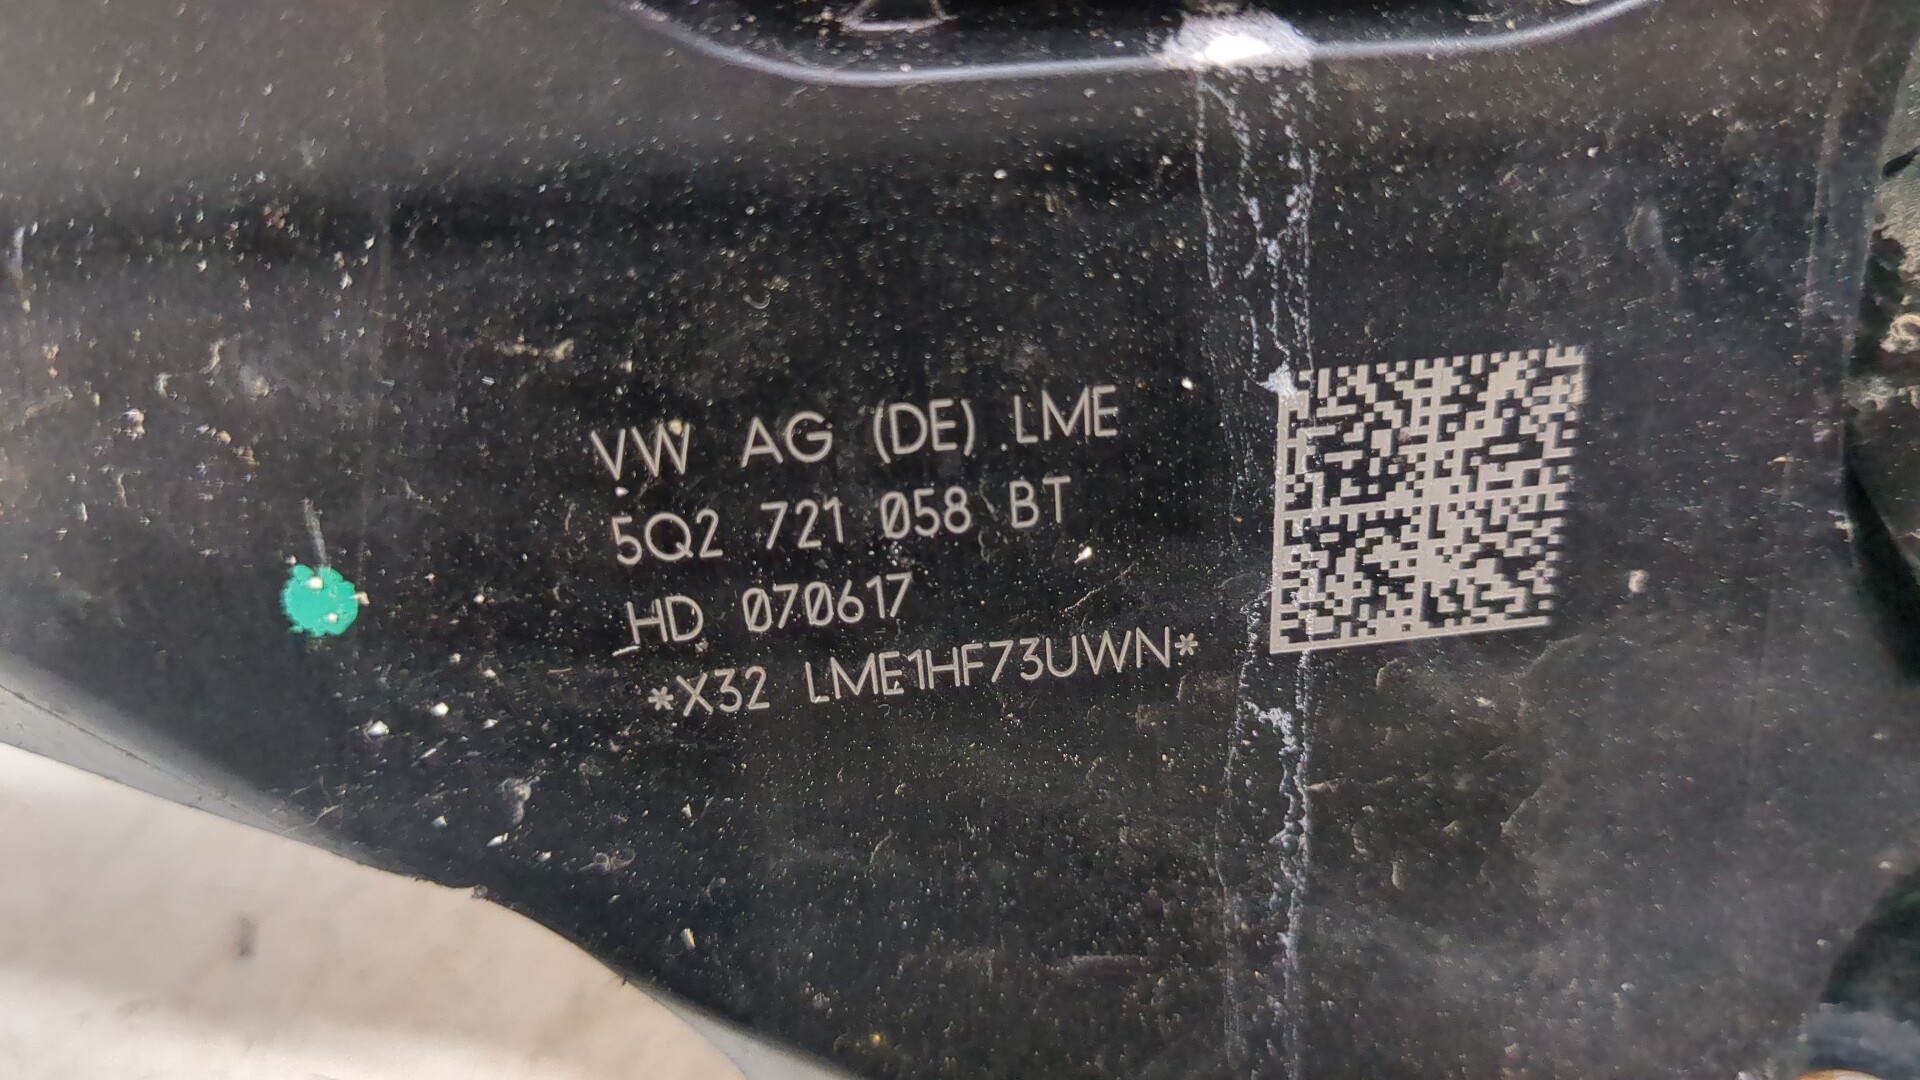 VW AG (DE) LME
5Q2 721 058 BT
HD 070617
*X32 LME1HF73UWN*